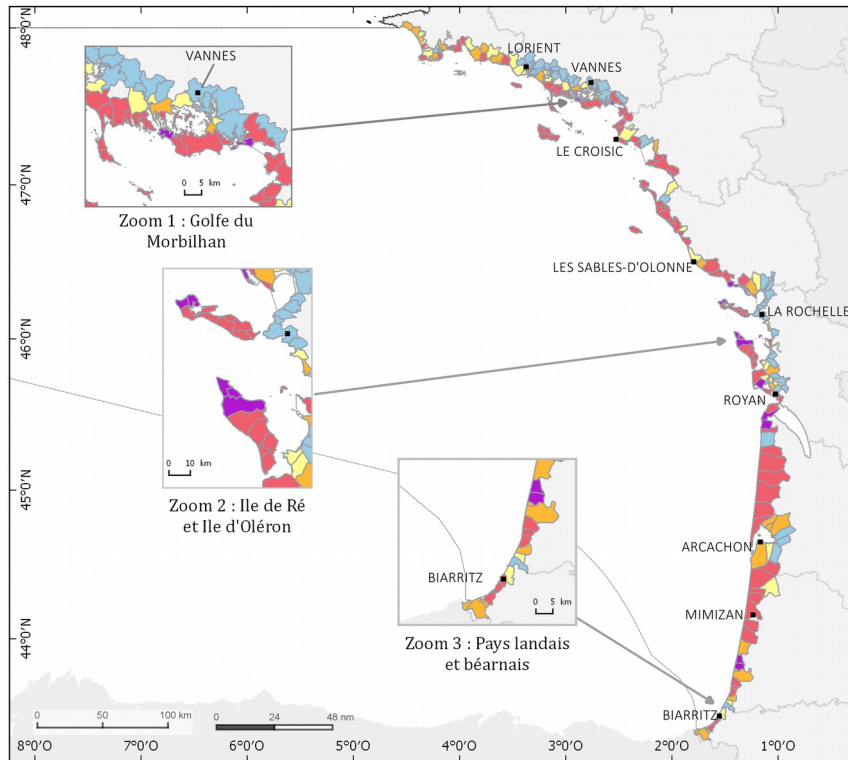 48°0'N
47°0'N
46°0'N
45°0'N
44°0'N
VANNES
0 5 km
Zoom 1 : Golfe du
Morbilhan
LORIENT
VANNES
LE CROISIC
LES SABLES-D'OLONNE
LA ROCHELLE
ROYAN
ARCACHON
MIMIZAN
BIARRITZ
0 10 km
Zoom 2 : Ile de Ré
et Ile d'Oléron
BIARRITZ
0 5 km
Zoom 3 : Pays landais
et béarnais
0 50 100 km
0 24 48 nm
8°0'O 7°0'O 6°0'O 5°0'O 4°0'O 3°0'O 2°0'O 1°0'O